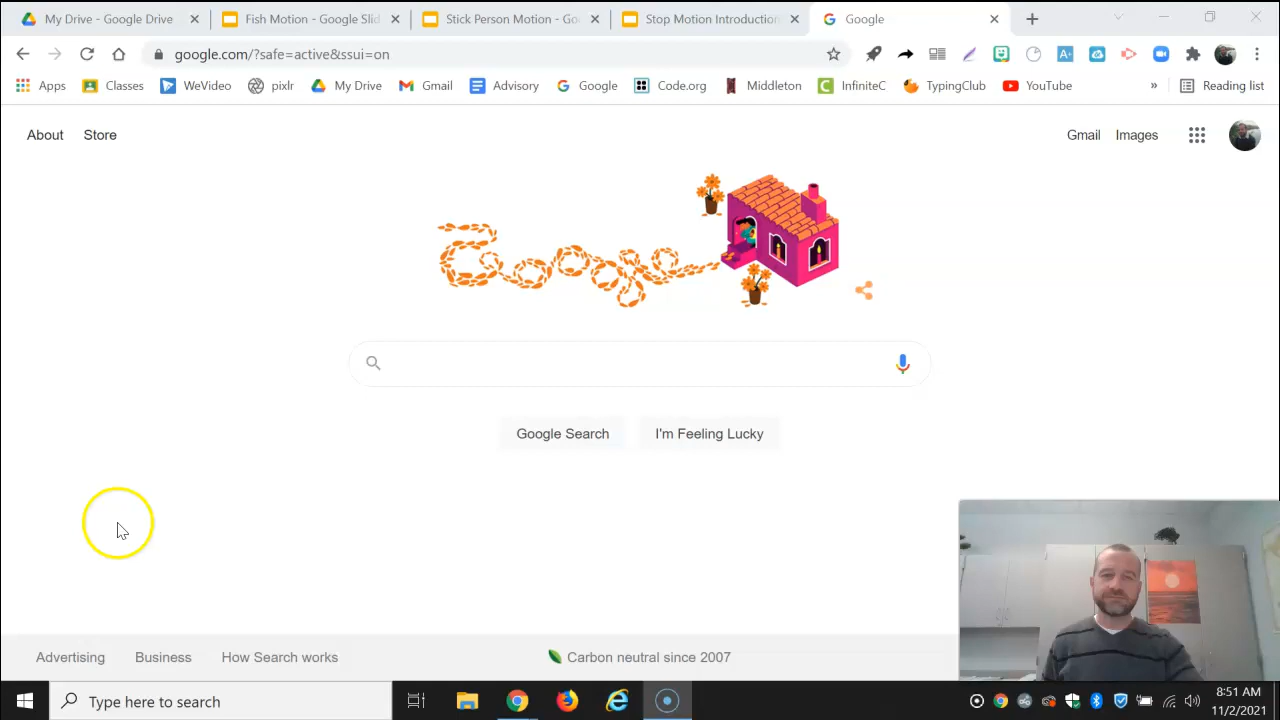 My Drive - Google Drive
Fish Motion - Google Slid
Stick Person Motion - Go
Stop Motion Introduction
Google
google.com/?safe=active&ssui=on
Apps
Classes
WeVideo
pixlr
My Drive
Gmail
Advisory
Google
Code.org
Middleton
InfiniteC
TypingClub
YouTube
»
Reading list
About
Store
Gmail
Images
Google
Google Search
I'm Feeling Lucky
Advertising
Business
How Search works
Carbon neutral since 2007
Type here to search
8:51 AM
11/2/2021